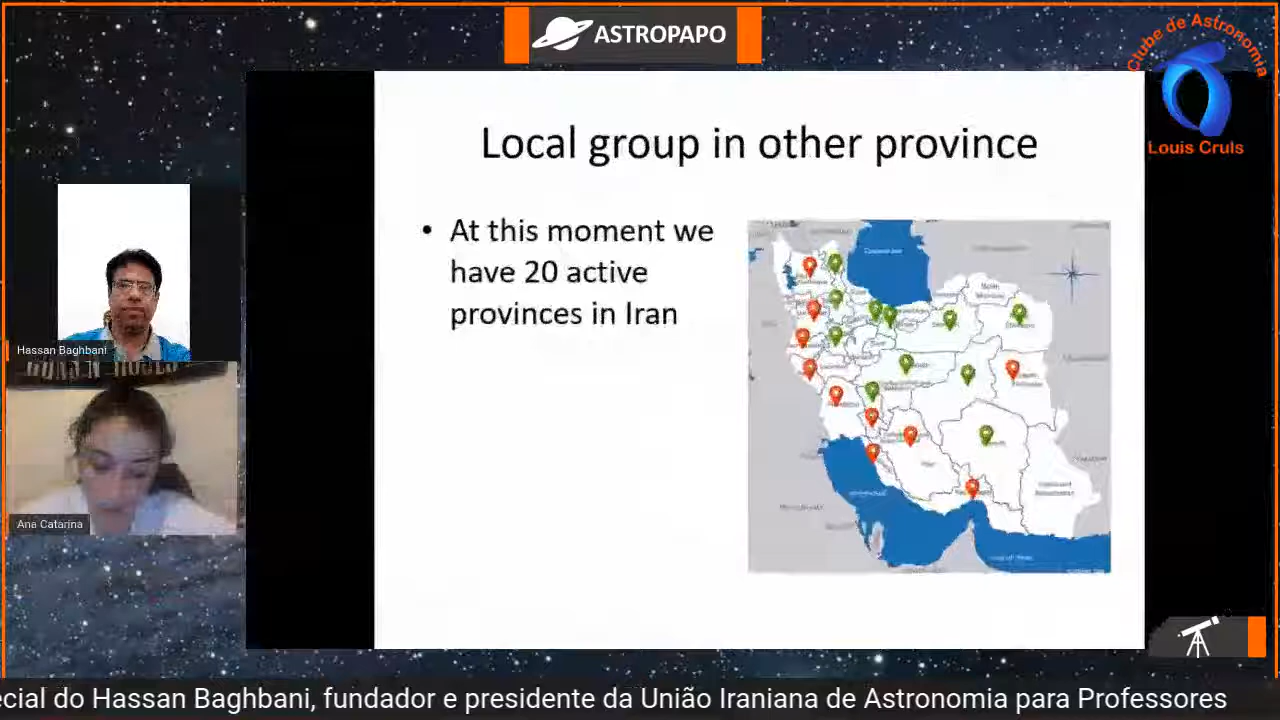 ASTROPAPO
Clube de Astronomia
Louis Cruls
Local group in other province
• At this moment we
have 20 active
provinces in Iran
Hassan Baghbani
Ana Catarina
ecial do Hassan Baghbani, fundador e presidente da União Iraniana de Astronomia para Professores